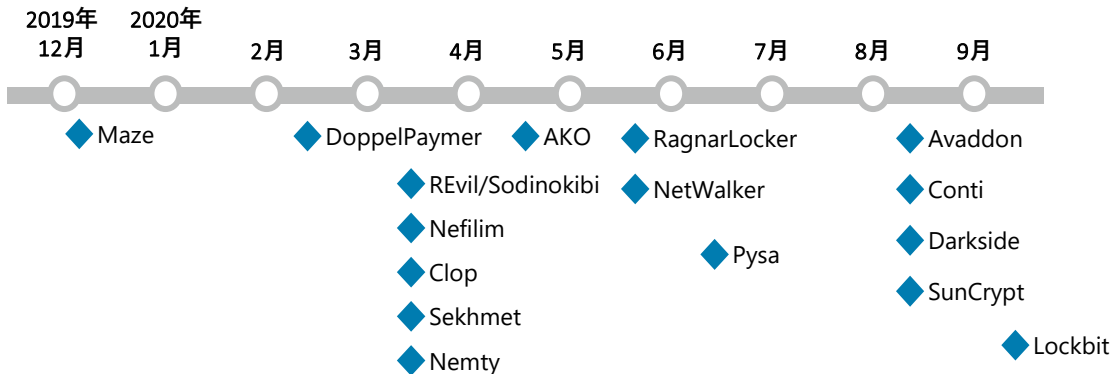 2019年
12月
2020年
1月
2月
3月
4月
5月
6月
7月
8月
9月
Maze
DoppelPaymer
AKO
RagnarLocker
Avaddon
REvil/Sodinokibi
NetWalker
Conti
Nefilim
Darkside
Pysa
Clop
SunCrypt
Sekhmet
Lockbit
Nemty